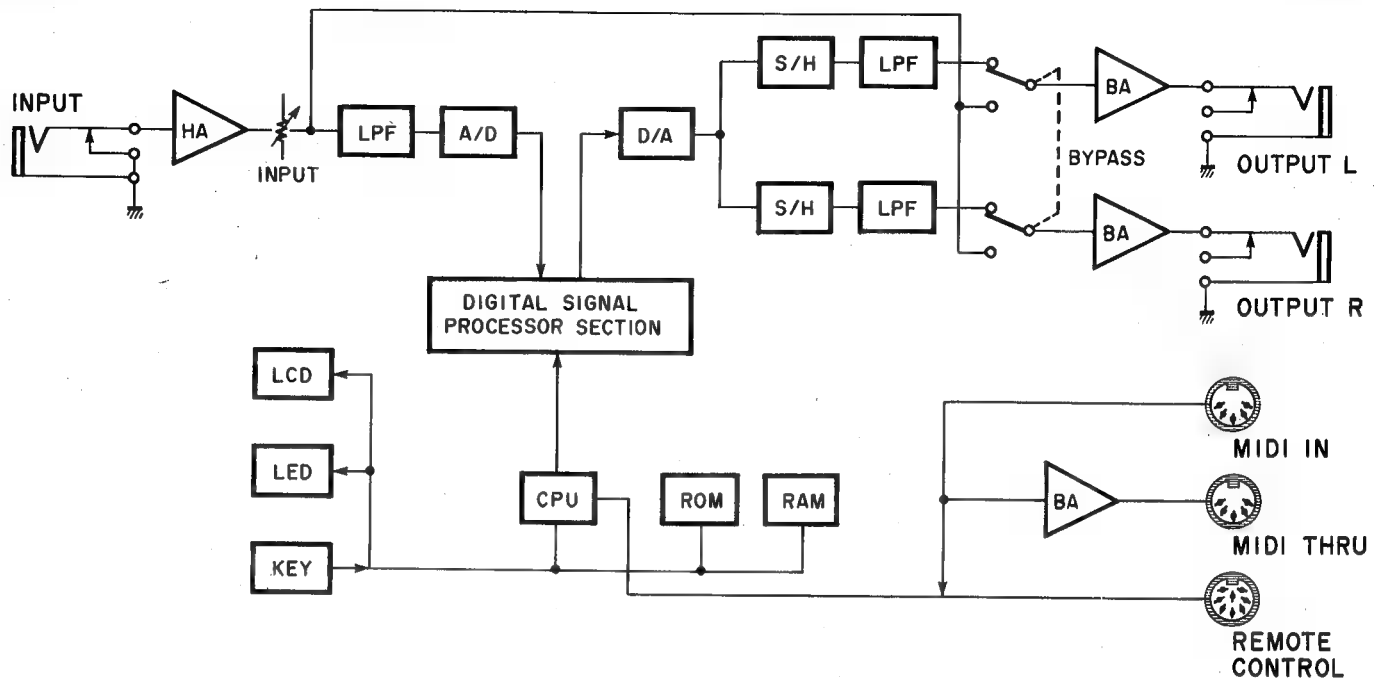 INPUT
HA
INPUT
LPF
A/D
D/A
S/H
LPF
S/H
LPF
BYPASS
BA
OUTPUT L
BA
OUTPUT R
DIGITAL SIGNAL
PROCESSOR SECTION
LCD
LED
KEY
CPU
ROM
RAM
BA
MIDI IN
MIDI THRU
REMOTE
CONTROL